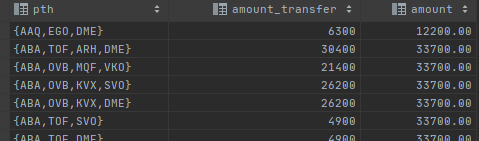 pth amount_transfer amount
{AAQ,EGO,DME} 6300 12200.00
{ABA,TOF,ARH,DME} 30400 33700.00
{ABA,OVB,MQF,VKO} 21400 33700.00
{ABA,OVB,KVX,SVO} 26200 33700.00
{ABA,OVB,KVX,DME} 26200 33700.00
{ABA,TOF,SVO} 4900 33700.00
{ABA,TOF,DME} 4900 33700.00